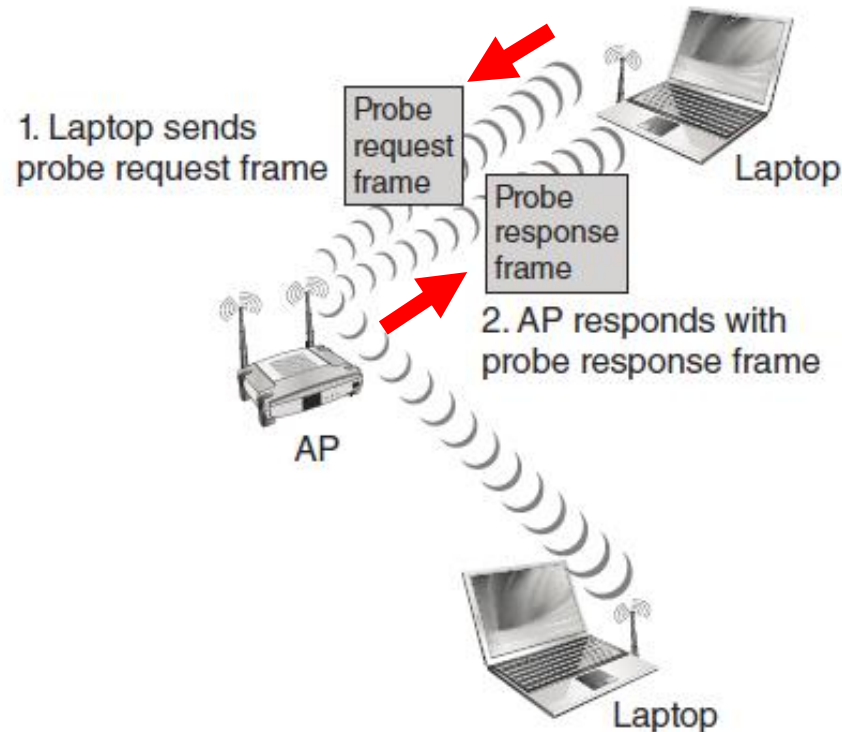 1. Laptop sends
probe request frame
Probe
request
frame
Laptop
Probe
response
frame
2. AP responds with
probe response frame
AP
Laptop